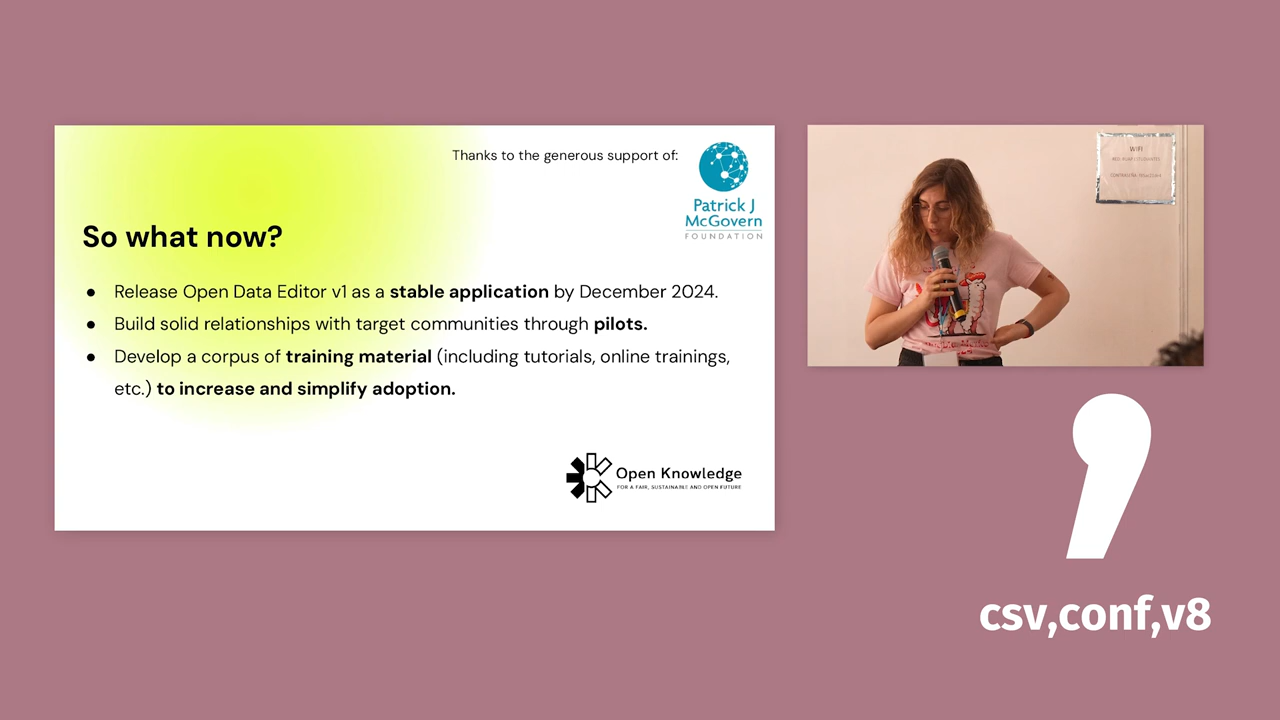 Thanks to the generous support of:
Patrick J
McGovern
FOUNDATION
So what now?
● Release Open Data Editor v1 as a stable application by December 2024.
● Build solid relationships with target communities through pilots.
● Develop a corpus of training material (including tutorials, online trainings,
etc.) to increase and simplify adoption.
Open Knowledge
FOR A FAIR, SUSTAINABLE AND OPEN FUTURE
WIFI
csv,conf,v8